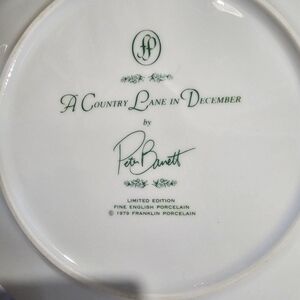 FP
A COUNTRY LANE IN DECEMBER
by
Peter Barrett
LIMITED EDITION
FINE ENGLISH PORCELAIN
© 1979 FRANKLIN PORCELAIN